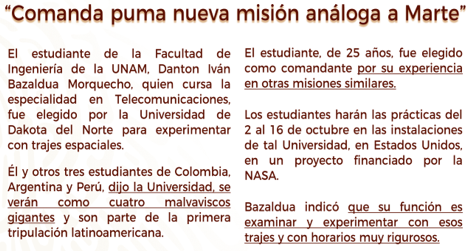 “Comanda puma nueva misión análoga a Marte”
El estudiante de la Facultad de
Ingeniería de la UNAM, Danton Iván
Bazaldua Morquecho, quien cursa la
especialidad en Telecomunicaciones,
fue elegido por la Universidad de
Dakota del Norte para experimentar
con trajes espaciales.
Él y otros tres estudiantes de Colombia,
Argentina y Perú, dijo la Universidad, se
verán como cuatro malvaviscos
gigantes y son parte de la primera
tripulación latinoamericana.
El estudiante, de 25 años, fue elegido
como comandante por su experiencia
en otras misiones similares.
Los estudiantes harán las prácticas del
2 al 16 de octubre en las instalaciones
de tal Universidad, en Estados Unidos,
en un proyecto financiado por la
NASA.
Bazaldua indicó que su función es
examinar y experimentar con esos
trajes y con horarios muy rigurosos.